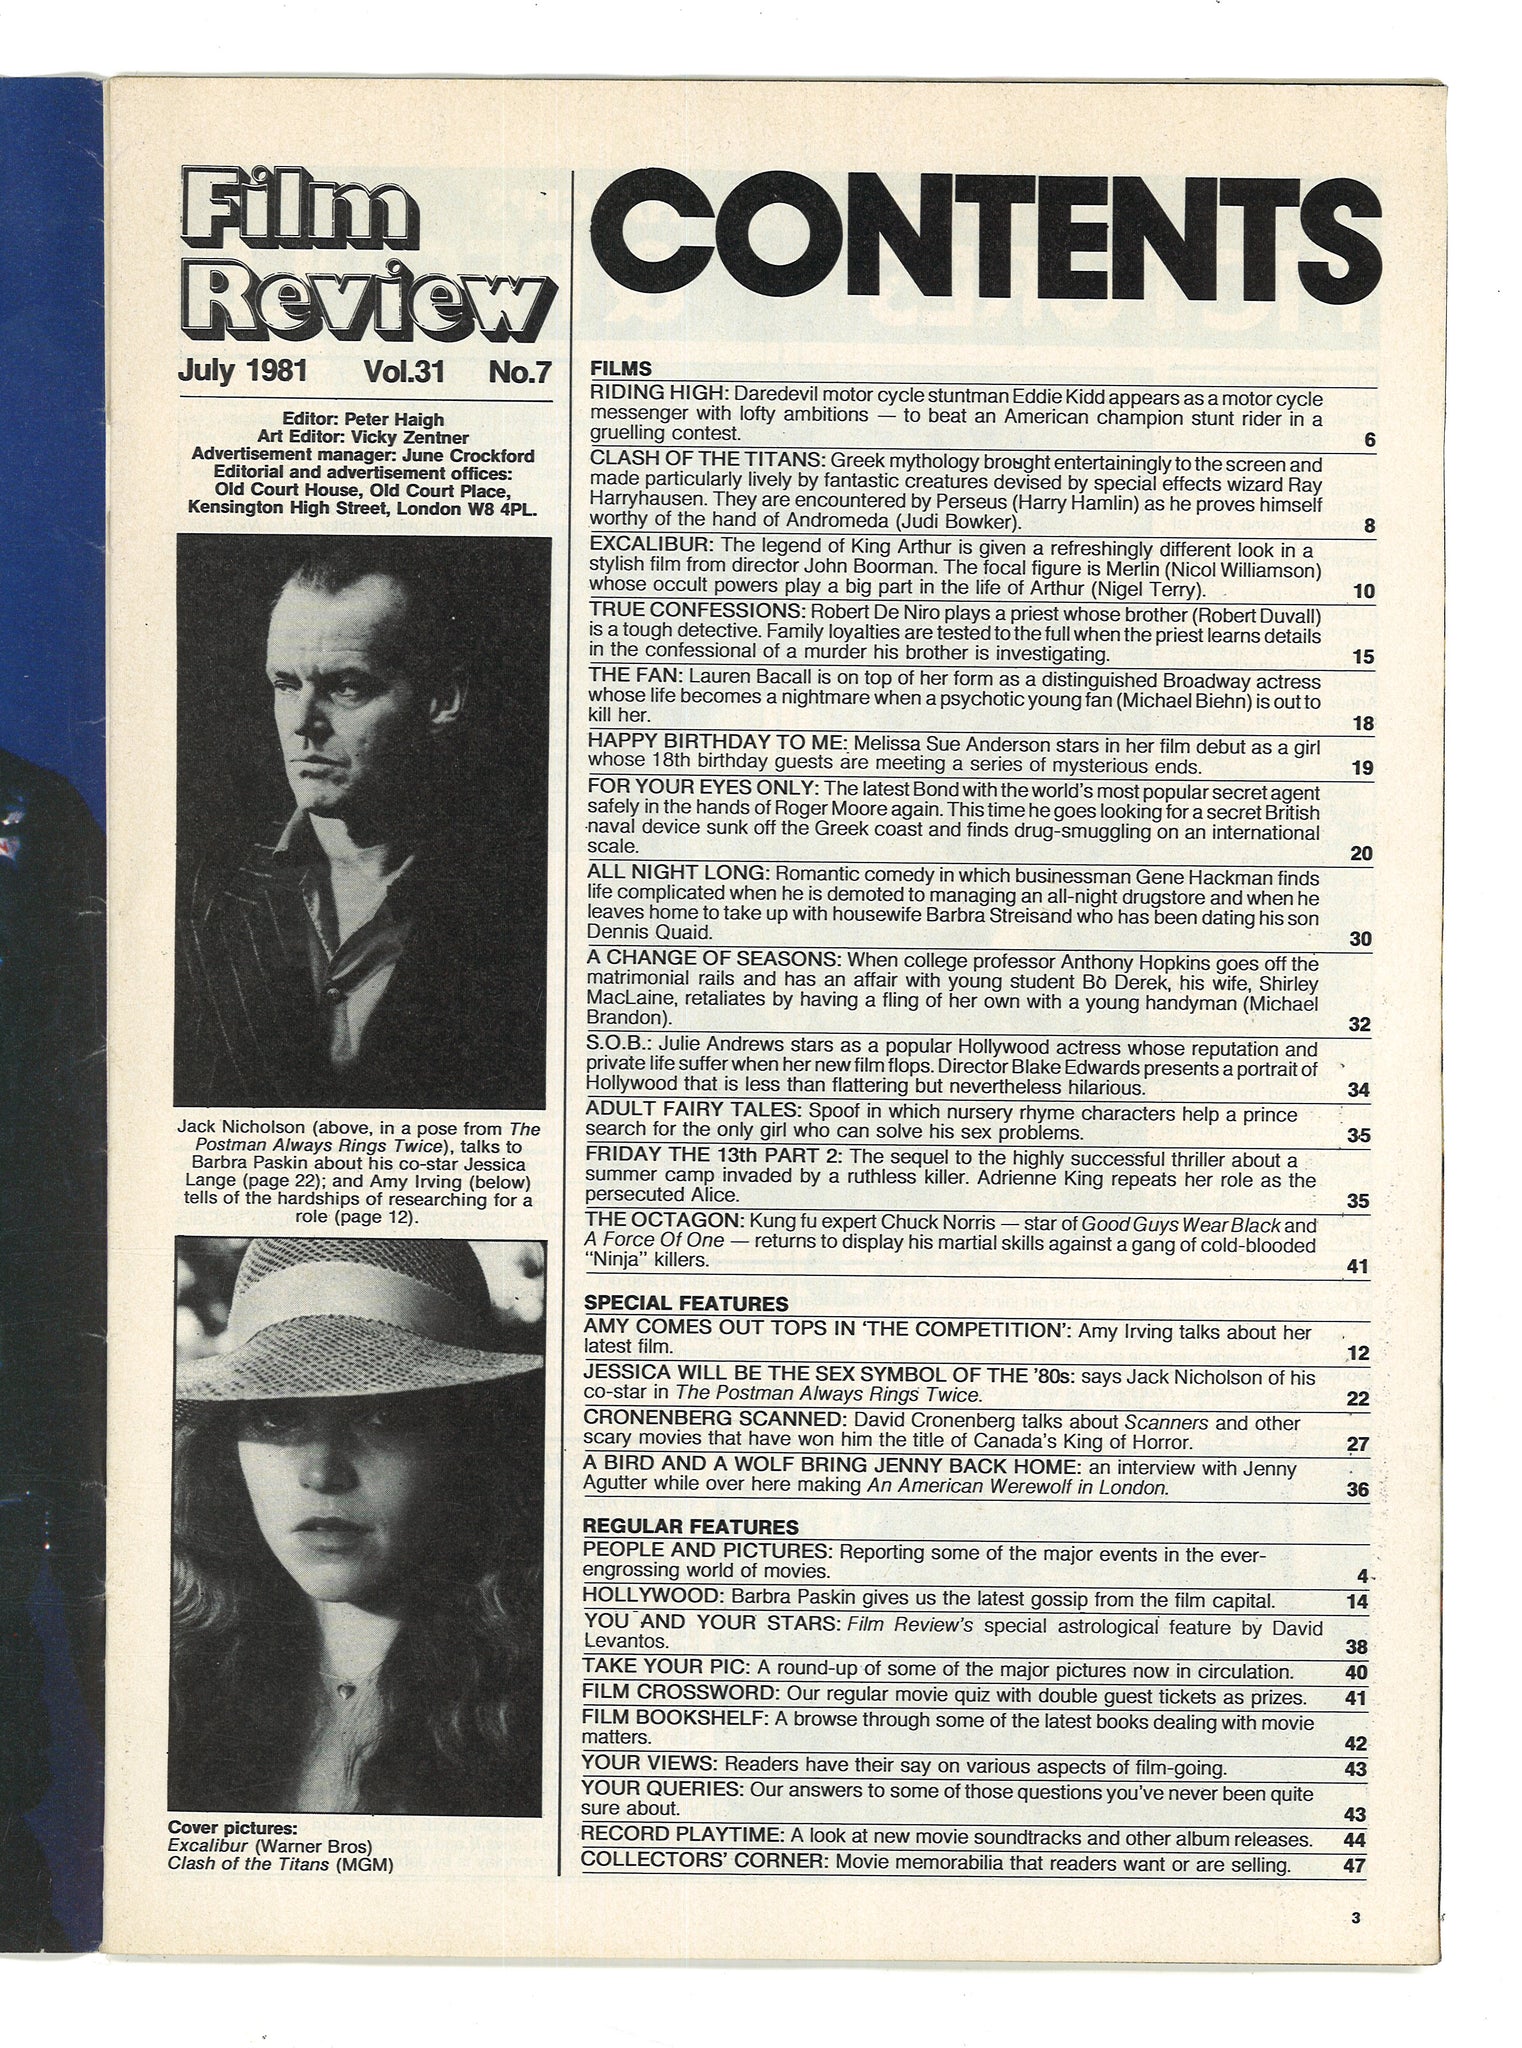 Film
Review
July 1981 Vol.31 No.7
Editor: Peter Haigh
Art Editor: Vicky Zentner
Advertisement manager: June Crockford
Editorial and advertisement offices:
Old Court House, Old Court Place,
Kensington High Street, London W8 4PL.
Jack Nicholson (above, in a pose from The
Postman Always Rings Twice), talks to
Barbra Paskin about his co-star Jessica
Lange (page 22); and Amy Irving (below)
tells of the hardships of researching for a
role (page 12).
Cover pictures:
Excalibur (Warner Bros)
Clash of the Titans (MGM)
CONTENTS
FILMS
RIDING HIGH: Daredevil motor cycle stuntman Eddie Kidd appears as a motor cycle
messenger with lofty ambitions — to beat an American champion stunt rider in a
gruelling contest. 6
CLASH OF THE TITANS: Greek mythology brought entertainingly to the screen and
made particularly lively by fantastic creatures devised by special effects wizard Ray
Harryhausen. They are encountered by Perseus (Harry Hamlin) as he proves himself
worthy of the hand of Andromeda (Judi Bowker). 8
EXCALIBUR: The legend of King Arthur is given a refreshingly different look in a
stylish film from director John Boorman. The focal figure is Merlin (Nicol Williamson)
whose occult powers play a big part in the life of Arthur (Nigel Terry). 10
TRUE CONFESSIONS: Robert De Niro plays a priest whose brother (Robert Duvall)
is a tough detective. Family loyalties are tested to the full when the priest learns details
in the confessional of a murder his brother is investigating. 15
THE FAN: Lauren Bacall is on top of her form as a distinguished Broadway actress
whose life becomes a nightmare when a psychotic young fan (Michael Biehn) is out to
kill her. 18
HAPPY BIRTHDAY TO ME: Melissa Sue Anderson stars in her film debut as a girl
whose 18th birthday guests are meeting a series of mysterious ends. 19
FOR YOUR EYES ONLY: The latest Bond with the world's most popular secret agent
safely in the hands of Roger Moore again. This time he goes looking for a secret British
naval device sunk off the Greek coast and finds drug-smuggling on an international
scale. 20
ALL NIGHT LONG: Romantic comedy in which businessman Gene Hackman finds
life complicated when he is demoted to managing an all-night drugstore and when he
leaves home to take up with housewife Barbra Streisand who has been dating his son
Dennis Quaid. 30
A CHANGE OF SEASONS: When college professor Anthony Hopkins goes off the
matrimonial rails and has an affair with young student Bo Derek, his wife, Shirley
MacLaine, retaliates by having a fling of her own with a young handyman (Michael
Brandon). 32
S.O.B.: Julie Andrews stars as a popular Hollywood actress whose reputation and
private life suffer when her new film flops. Director Blake Edwards presents a portrait of
Hollywood that is less than flattering but nevertheless hilarious. 34
ADULT FAIRY TALES: Spoof in which nursery rhyme characters help a prince
search for the only girl who can solve his sex problems. 35
FRIDAY THE 13th PART 2: The sequel to the highly successful thriller about a
summer camp invaded by a ruthless killer. Adrienne King repeats her role as the
persecuted Alice. 35
THE OCTAGON: Kung fu expert Chuck Norris — star of Good Guys Wear Black and
A Force Of One — returns to display his martial skills against a gang of cold-blooded
"Ninja" killers. 41
SPECIAL FEATURES
AMY COMES OUT TOPS IN 'THE COMPETITION': Amy Irving talks about her
latest film. 12
JESSICA WILL BE THE SEX SYMBOL OF THE '80s: says Jack Nicholson of his
co-star in The Postman Always Rings Twice. 22
CRONENBERG SCANNED: David Cronenberg talks about Scanners and other
scary movies that have won him the title of Canada's King of Horror. 27
A BIRD AND A WOLF BRING JENNY BACK HOME: an interview with Jenny
Agutter while over here making An American Werewolf in London. 36
REGULAR FEATURES
PEOPLE AND PICTURES: Reporting some of the major events in the ever-
engrossing world of movies. 4
HOLLYWOOD: Barbra Paskin gives us the latest gossip from the film capital. 14
YOU AND YOUR STARS: Film Review's special astrological feature by David
Levantos. 38
TAKE YOUR PIC: A round-up of some of the major pictures now in circulation. 40
FILM CROSSWORD: Our regular movie quiz with double guest tickets as prizes. 41
FILM BOOKSHELF: A browse through some of the latest books dealing with movie
matters. 42
YOUR VIEWS: Readers have their say on various aspects of film-going. 43
YOUR QUERIES: Our answers to some of those questions you've never been quite
sure about. 43
RECORD PLAYTIME: A look at new movie soundtracks and other album releases. 44
COLLECTORS' CORNER: Movie memorabilia that readers want or are selling. 47
3